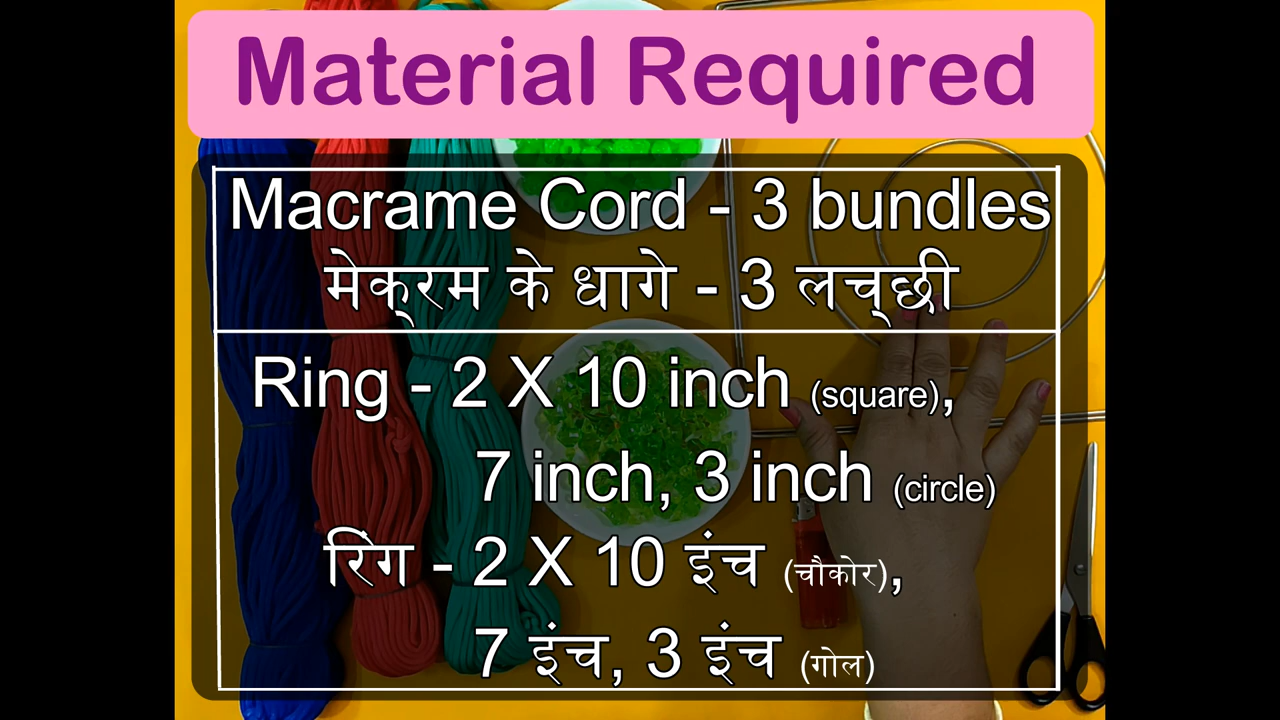 Material Required
Macrame Cord - 3 bundles
मेक्‌रम के धागे - 3 लच्‌छी
Ring - 2 X 10 inch (square),
7 inch, 3 inch (circle)
रिंग - 2 X 10 इंच (चौकोर),
7 इंच, 3 इंच (गोल)